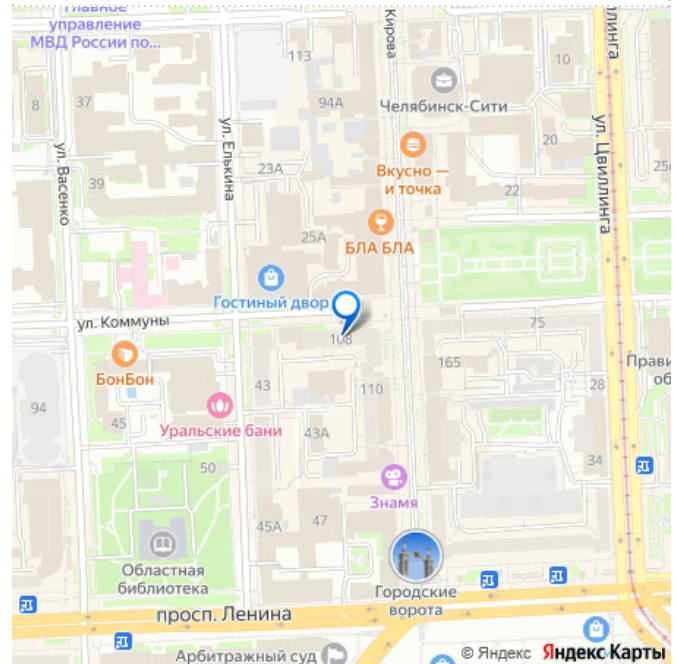 Главное
управление
МВД России по...
ул. Васенко
ул. Елькина
Кирова
ул. Цвиллинга
8
37
39
113
94А
23А
25А
Челябинск-Сити
10
20
22
Вкусно —
и точка
БЛА БЛА
Гостиный двор
ул. Коммуны
108
75
165
28
34
БонБон
94
45
43
110
Уральские бани
43А
50
Знамя
45А
47
Областная
библиотека
Городские
ворота
просп. Ленина
Арбитражный суд
© Яндекс Яндекс Карты